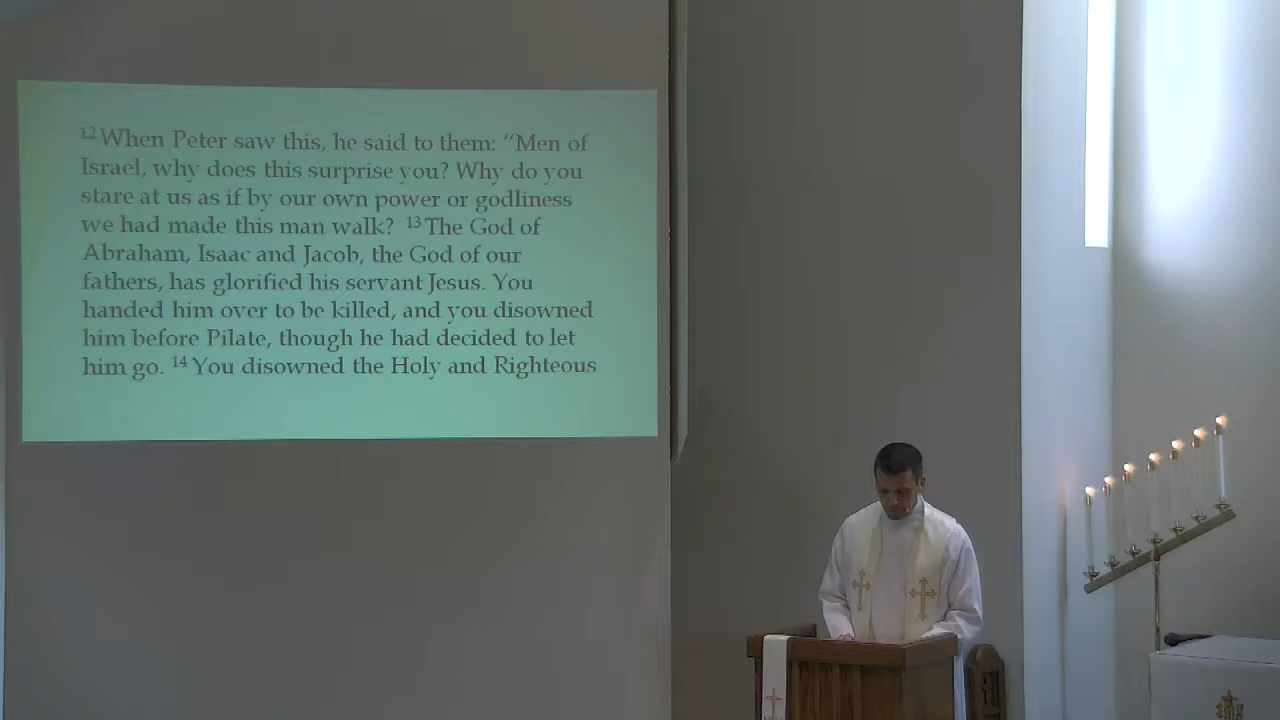 12 When Peter saw this, he said to them: “Men of
Israel, why does this surprise you? Why do you
stare at us as if by our own power or godliness
we had made this man walk? 13 The God of
Abraham, Isaac and Jacob, the God of our
fathers, has glorified his servant Jesus. You
handed him over to be killed, and you disowned
him before Pilate, though he had decided to let
him go. 14 You disowned the Holy and Righteous